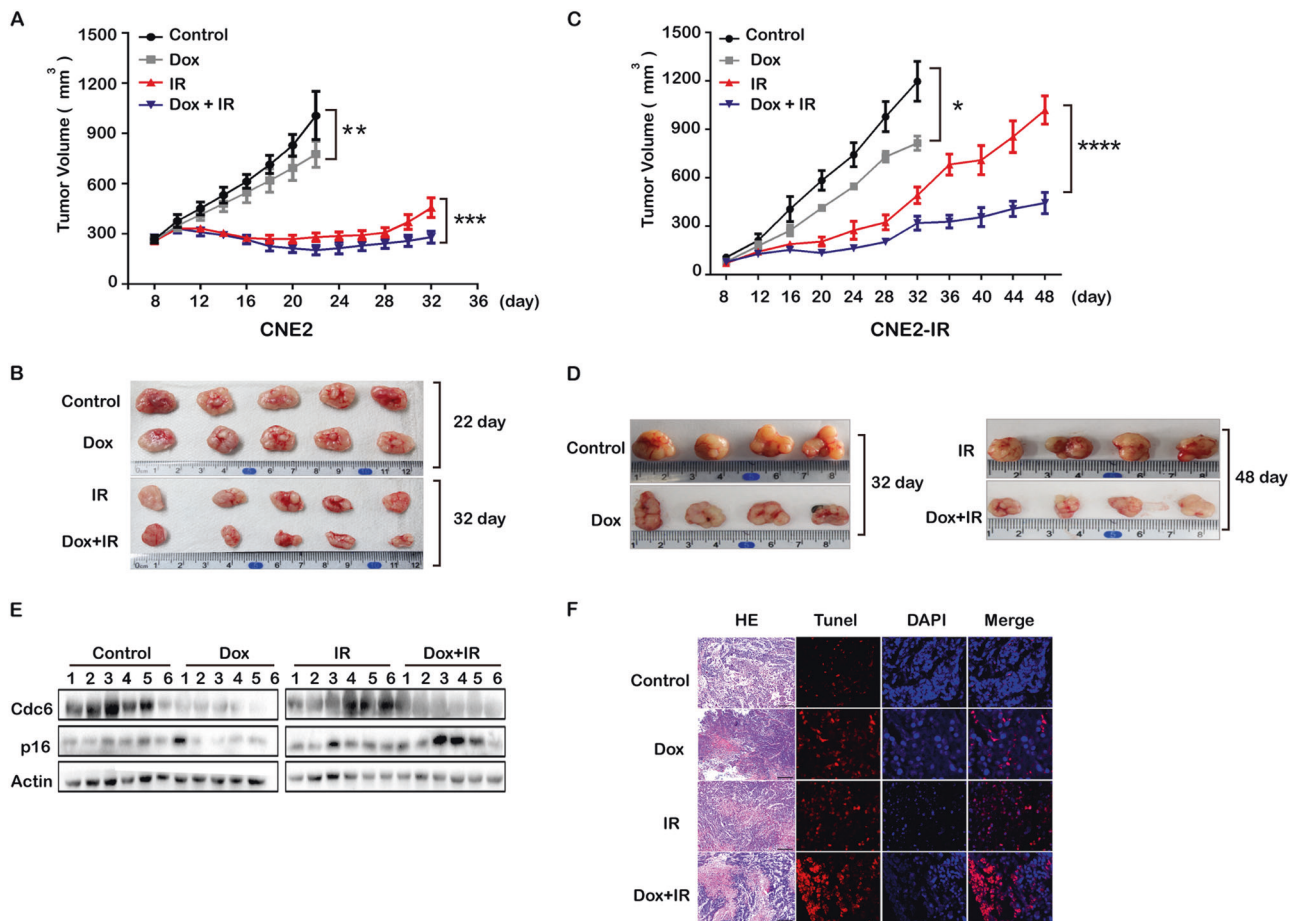 A
Tumor Volume ( mm3 )
1500
1200
900
600
300
0
Control
Dox
IR
Dox + IR
**
***
8 12 16 20 24 28 32 36 (day)
CNE2
C
Tumor Volume ( mm3 )
1500
1200
900
600
300
0
Control
Dox
IR
Dox + IR
*
****
8 12 16 20 24 28 32 36 40 44 48 (day)
CNE2-IR
B
Control
Dox
22 day
IR
Dox+IR
32 day
D
Control
Dox
32 day
IR
Dox+IR
48 day
E
Control Dox IR Dox+IR
1 2 3 4 5 6 1 2 3 4 5 6 1 2 3 4 5 6 1 2 3 4 5 6
Cdc6
p16
Actin
F
HE Tunel DAPI Merge
Control
Dox
IR
Dox+IR